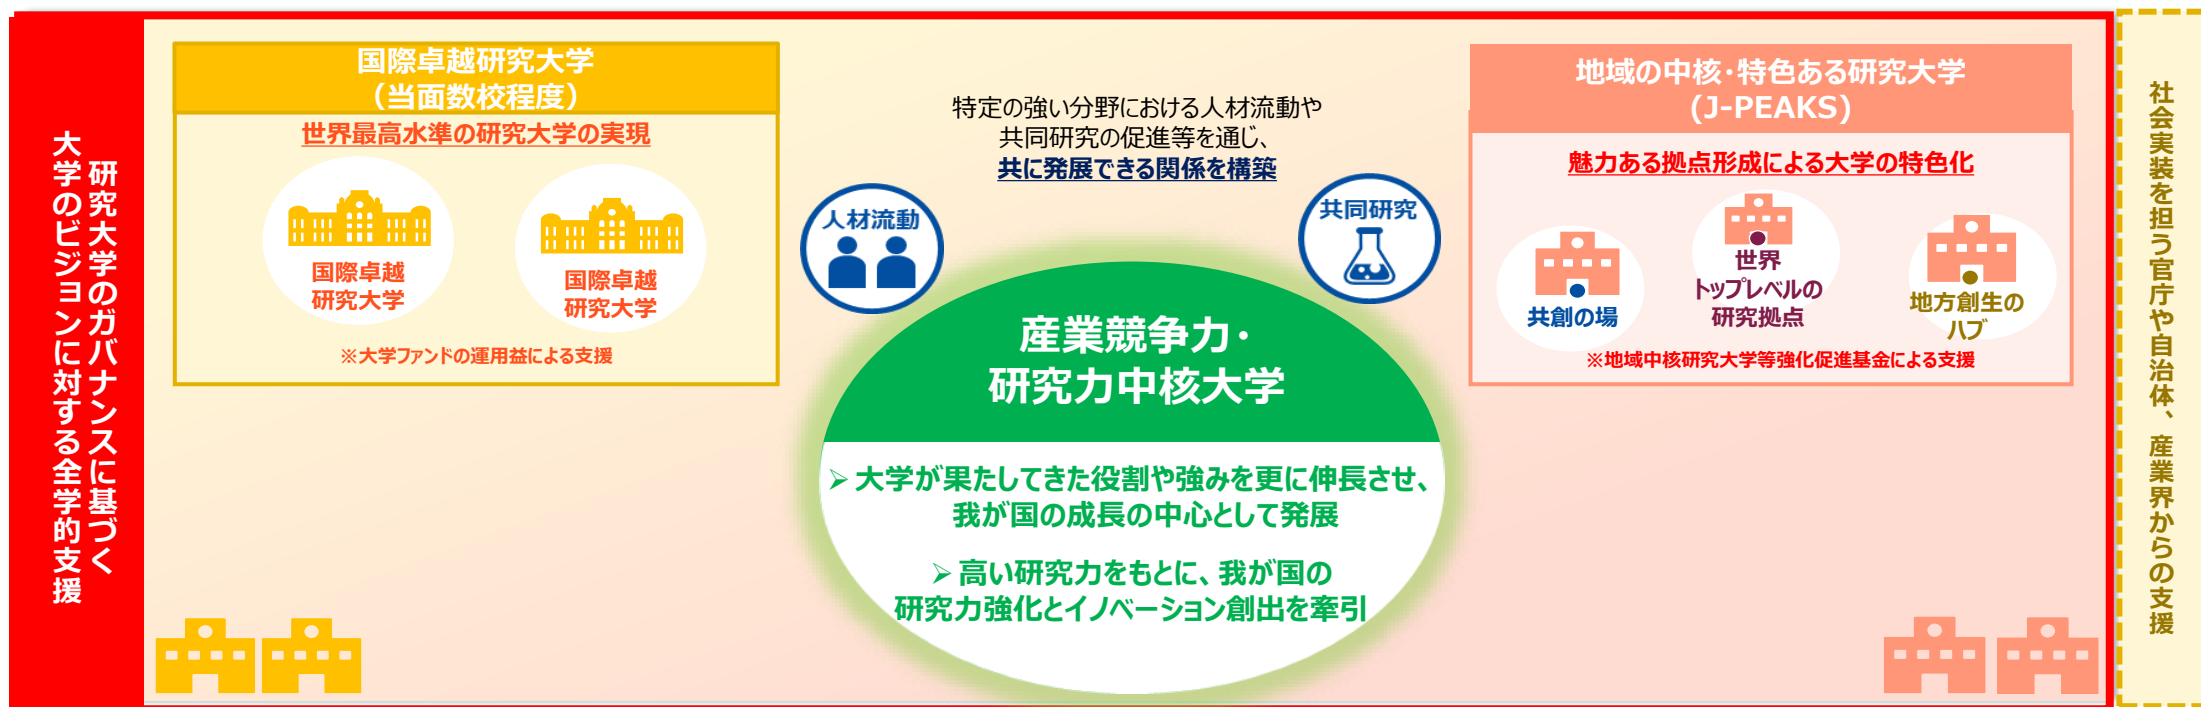 研究大学のガバナンスに基づく
大学のビジョンに対する全学的支援
国際卓越研究大学
（当面数校程度）
世界最高水準の研究大学の実現
国際卓越
研究大学
国際卓越
研究大学
※大学ファンドの運用益による支援
特定の強い分野における人材流動や
共同研究の促進等を通じ、
共に発展できる関係を構築
人材流動
共同研究
産業競争力・
研究力中核大学
➢ 大学が果たしてきた役割や強みを更に伸長させ、
我が国の成長の中心として発展
➢ 高い研究力をもとに、我が国の
研究力強化とイノベーション創出を牽引
地域の中核・特色ある研究大学
(J-PEAKS)
魅力ある拠点形成による大学の特色化
共創の場
世界
トップレベルの
研究拠点
地方創生の
ハブ
※地域中核研究大学等強化促進基金による支援
社会実装を担う官庁や自治体、産業界からの支援